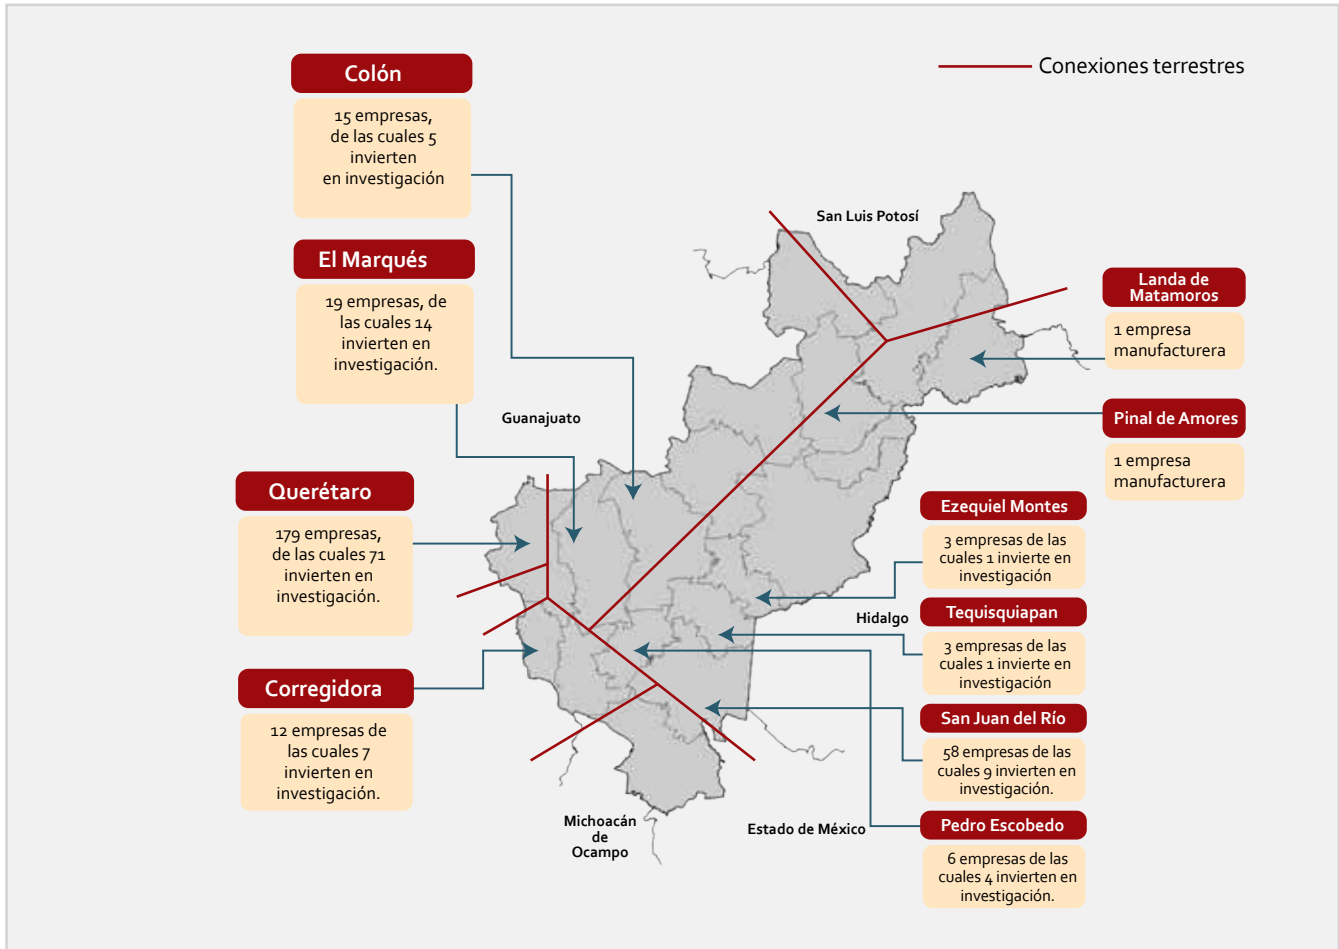 Colón
15 empresas,
de las cuales 5
invierten
en investigación
Conexiones terrestres
El Marqués
19 empresas, de
las cuales 14
invierten en
investigación.
San Luis Potosí
Landa de
Matamoros
1 empresa
manufacturera
Guanajuato
Pinal de Amores
1 empresa
manufacturera
Querétaro
179 empresas,
de las cuales 71
invierten en
investigación.
Ezequiel Montes
3 empresas de las
cuales 1 invierte en
investigación
Hidalgo
Tequisquiapan
3 empresas de las
cuales 1 invierte en
investigación
Corregidora
12 empresas de
las cuales 7
invierten en
investigación.
San Juan del Río
58 empresas de las
cuales 9 invierten en
investigación.
Michoacán
de
Ocampo
Estado de México
Pedro Escobedo
6 empresas de las
cuales 4 invierten en
investigación.